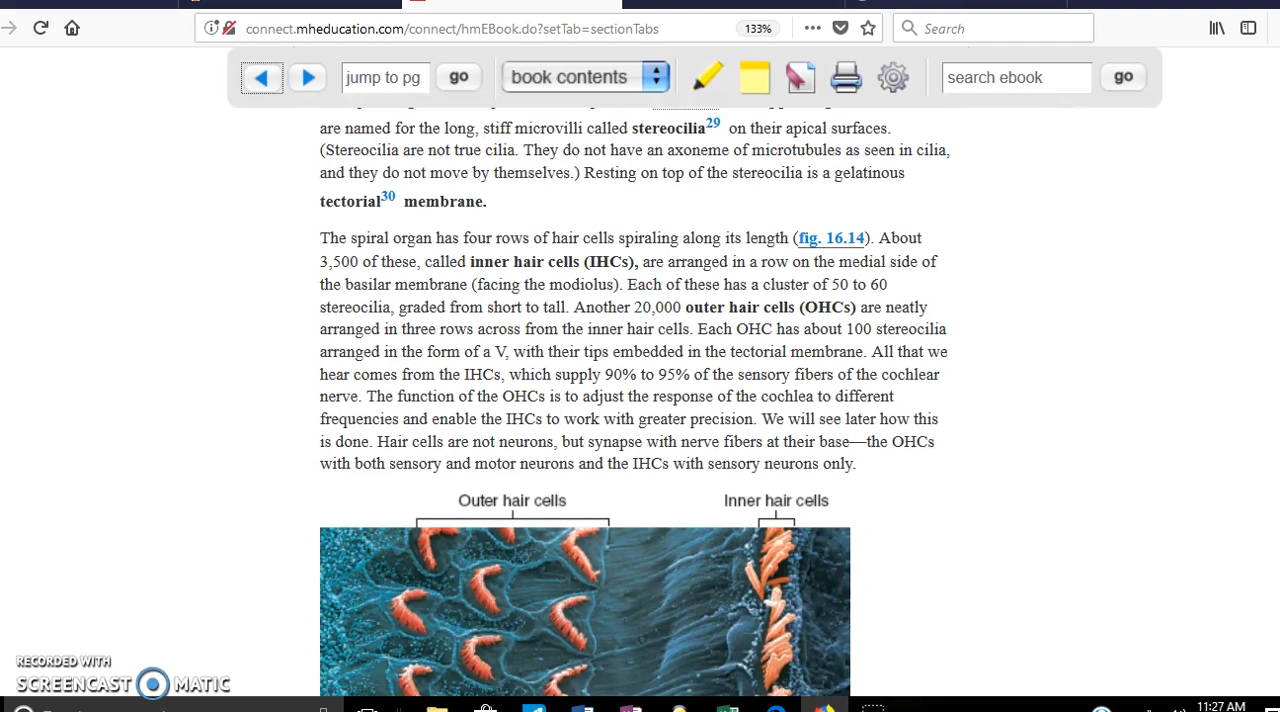 connect.mheducation.com/connect/hmEBook.do?setTab=sectionTabs
133%
Search
jump to pg
go
book contents
search ebook
go
are named for the long, stiff microvilli called stereocilia29 on their apical surfaces.
(Stereocilia are not true cilia. They do not have an axoneme of microtubules as seen in cilia,
and they do not move by themselves.) Resting on top of the stereocilia is a gelatinous
tectorial30 membrane.
The spiral organ has four rows of hair cells spiraling along its length (fig. 16.14). About
3,500 of these, called inner hair cells (IHCs), are arranged in a row on the medial side of
the basilar membrane (facing the modiolus). Each of these has a cluster of 50 to 60
stereocilia, graded from short to tall. Another 20,000 outer hair cells (OHCs) are neatly
arranged in three rows across from the inner hair cells. Each OHC has about 100 stereocilia
arranged in the form of a V, with their tips embedded in the tectorial membrane. All that we
hear comes from the IHCs, which supply 90% to 95% of the sensory fibers of the cochlear
nerve. The function of the OHCs is to adjust the response of the cochlea to different
frequencies and enable the IHCs to work with greater precision. We will see later how this
is done. Hair cells are not neurons, but synapse with nerve fibers at their base—the OHCs
with both sensory and motor neurons and the IHCs with sensory neurons only.
Outer hair cells
Inner hair cells
RECORDED WITH
SCREENCAST MATIC
11:27 AM